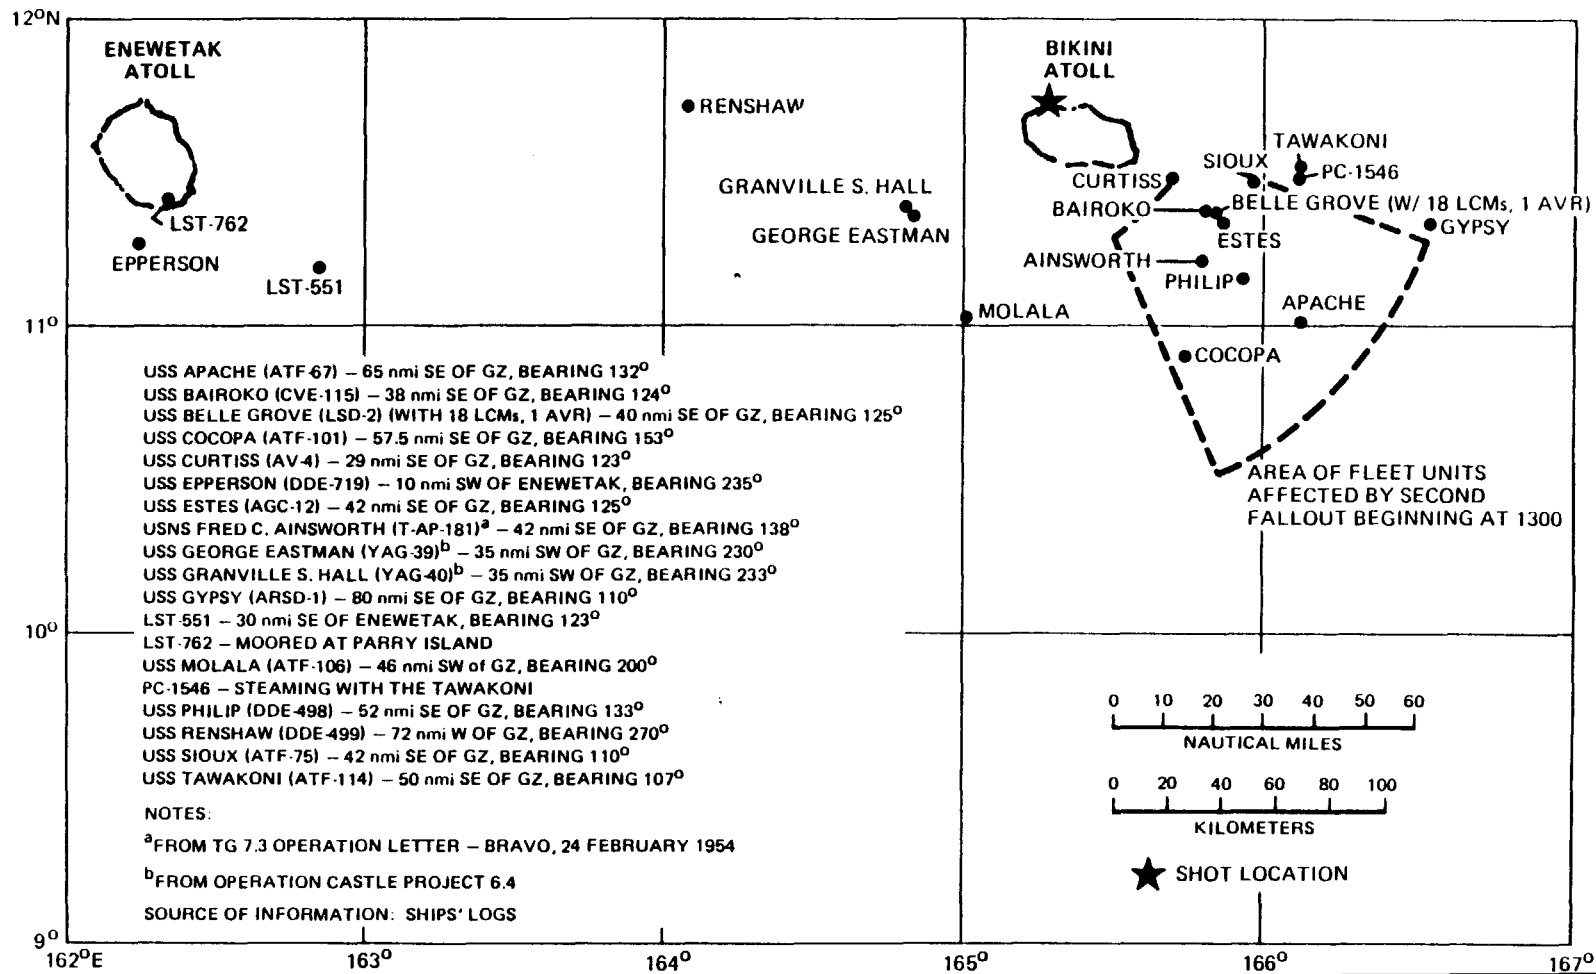 12°N
ENEWETAK
ATOLL
BIKINI
ATOLL
RENSHAW
TAWAKONI
SIOUX
PC-1546
CURTISS
GRANVILLE S. HALL
BELLE GROVE (W/ 18 LCMs, 1 AVR)
BAIROKO
LST-762
GYPSY
GEORGE EASTMAN
ESTES
EPPERSON
AINSWORTH
PHILIP
LST-551
MOLALA
APACHE
11°
COCOPA
USS APACHE (ATF-67) – 65 nmi SE OF GZ, BEARING 132°
USS BAIROKO (CVE-115) – 38 nmi SE OF GZ, BEARING 124°
USS BELLE GROVE (LSD-2) (WITH 18 LCMs, 1 AVR) – 40 nmi SE OF GZ, BEARING 125°
USS COCOPA (ATF-101) – 57.5 nmi SE OF GZ, BEARING 153°
USS CURTISS (AV-4) – 29 nmi SE OF GZ, BEARING 123°
USS EPPERSON (DDE-719) – 10 nmi SW OF ENEWETAK, BEARING 235°
USS ESTES (AGC-12) – 42 nmi SE OF GZ, BEARING 125°
USNS FRED C. AINSWORTH (T-AP-181)a – 42 nmi SE OF GZ, BEARING 138°
USS GEORGE EASTMAN (YAG-39)b – 35 nmi SW OF GZ, BEARING 230°
USS GRANVILLE S. HALL (YAG-40)b – 35 nmi SW OF GZ, BEARING 233°
USS GYPSY (ARSD-1) – 80 nmi SE OF GZ, BEARING 110°
LST-551 – 30 nmi SE OF ENEWETAK, BEARING 123°
LST-762 – MOORED AT PARRY ISLAND
USS MOLALA (ATF-106) – 46 nmi SW of GZ, BEARING 200°
PC-1546 – STEAMING WITH THE TAWAKONI
USS PHILIP (DDE-498) – 52 nmi SE OF GZ, BEARING 133°
USS RENSHAW (DDE-499) – 72 nmi W OF GZ, BEARING 270°
USS SIOUX (ATF-75) – 42 nmi SE OF GZ, BEARING 110°
USS TAWAKONI (ATF-114) – 50 nmi SE OF GZ, BEARING 107°
NOTES:
aFROM TG 7.3 OPERATION LETTER – BRAVO, 24 FEBRUARY 1954
bFROM OPERATION CASTLE PROJECT 6.4
SOURCE OF INFORMATION: SHIPS' LOGS
AREA OF FLEET UNITS
AFFECTED BY SECOND
FALLOUT BEGINNING AT 1300
10°
0 10 20 30 40 50 60
NAUTICAL MILES
0 20 40 60 80 100
KILOMETERS
SHOT LOCATION
9°
162°E 163° 164° 165° 166° 167°